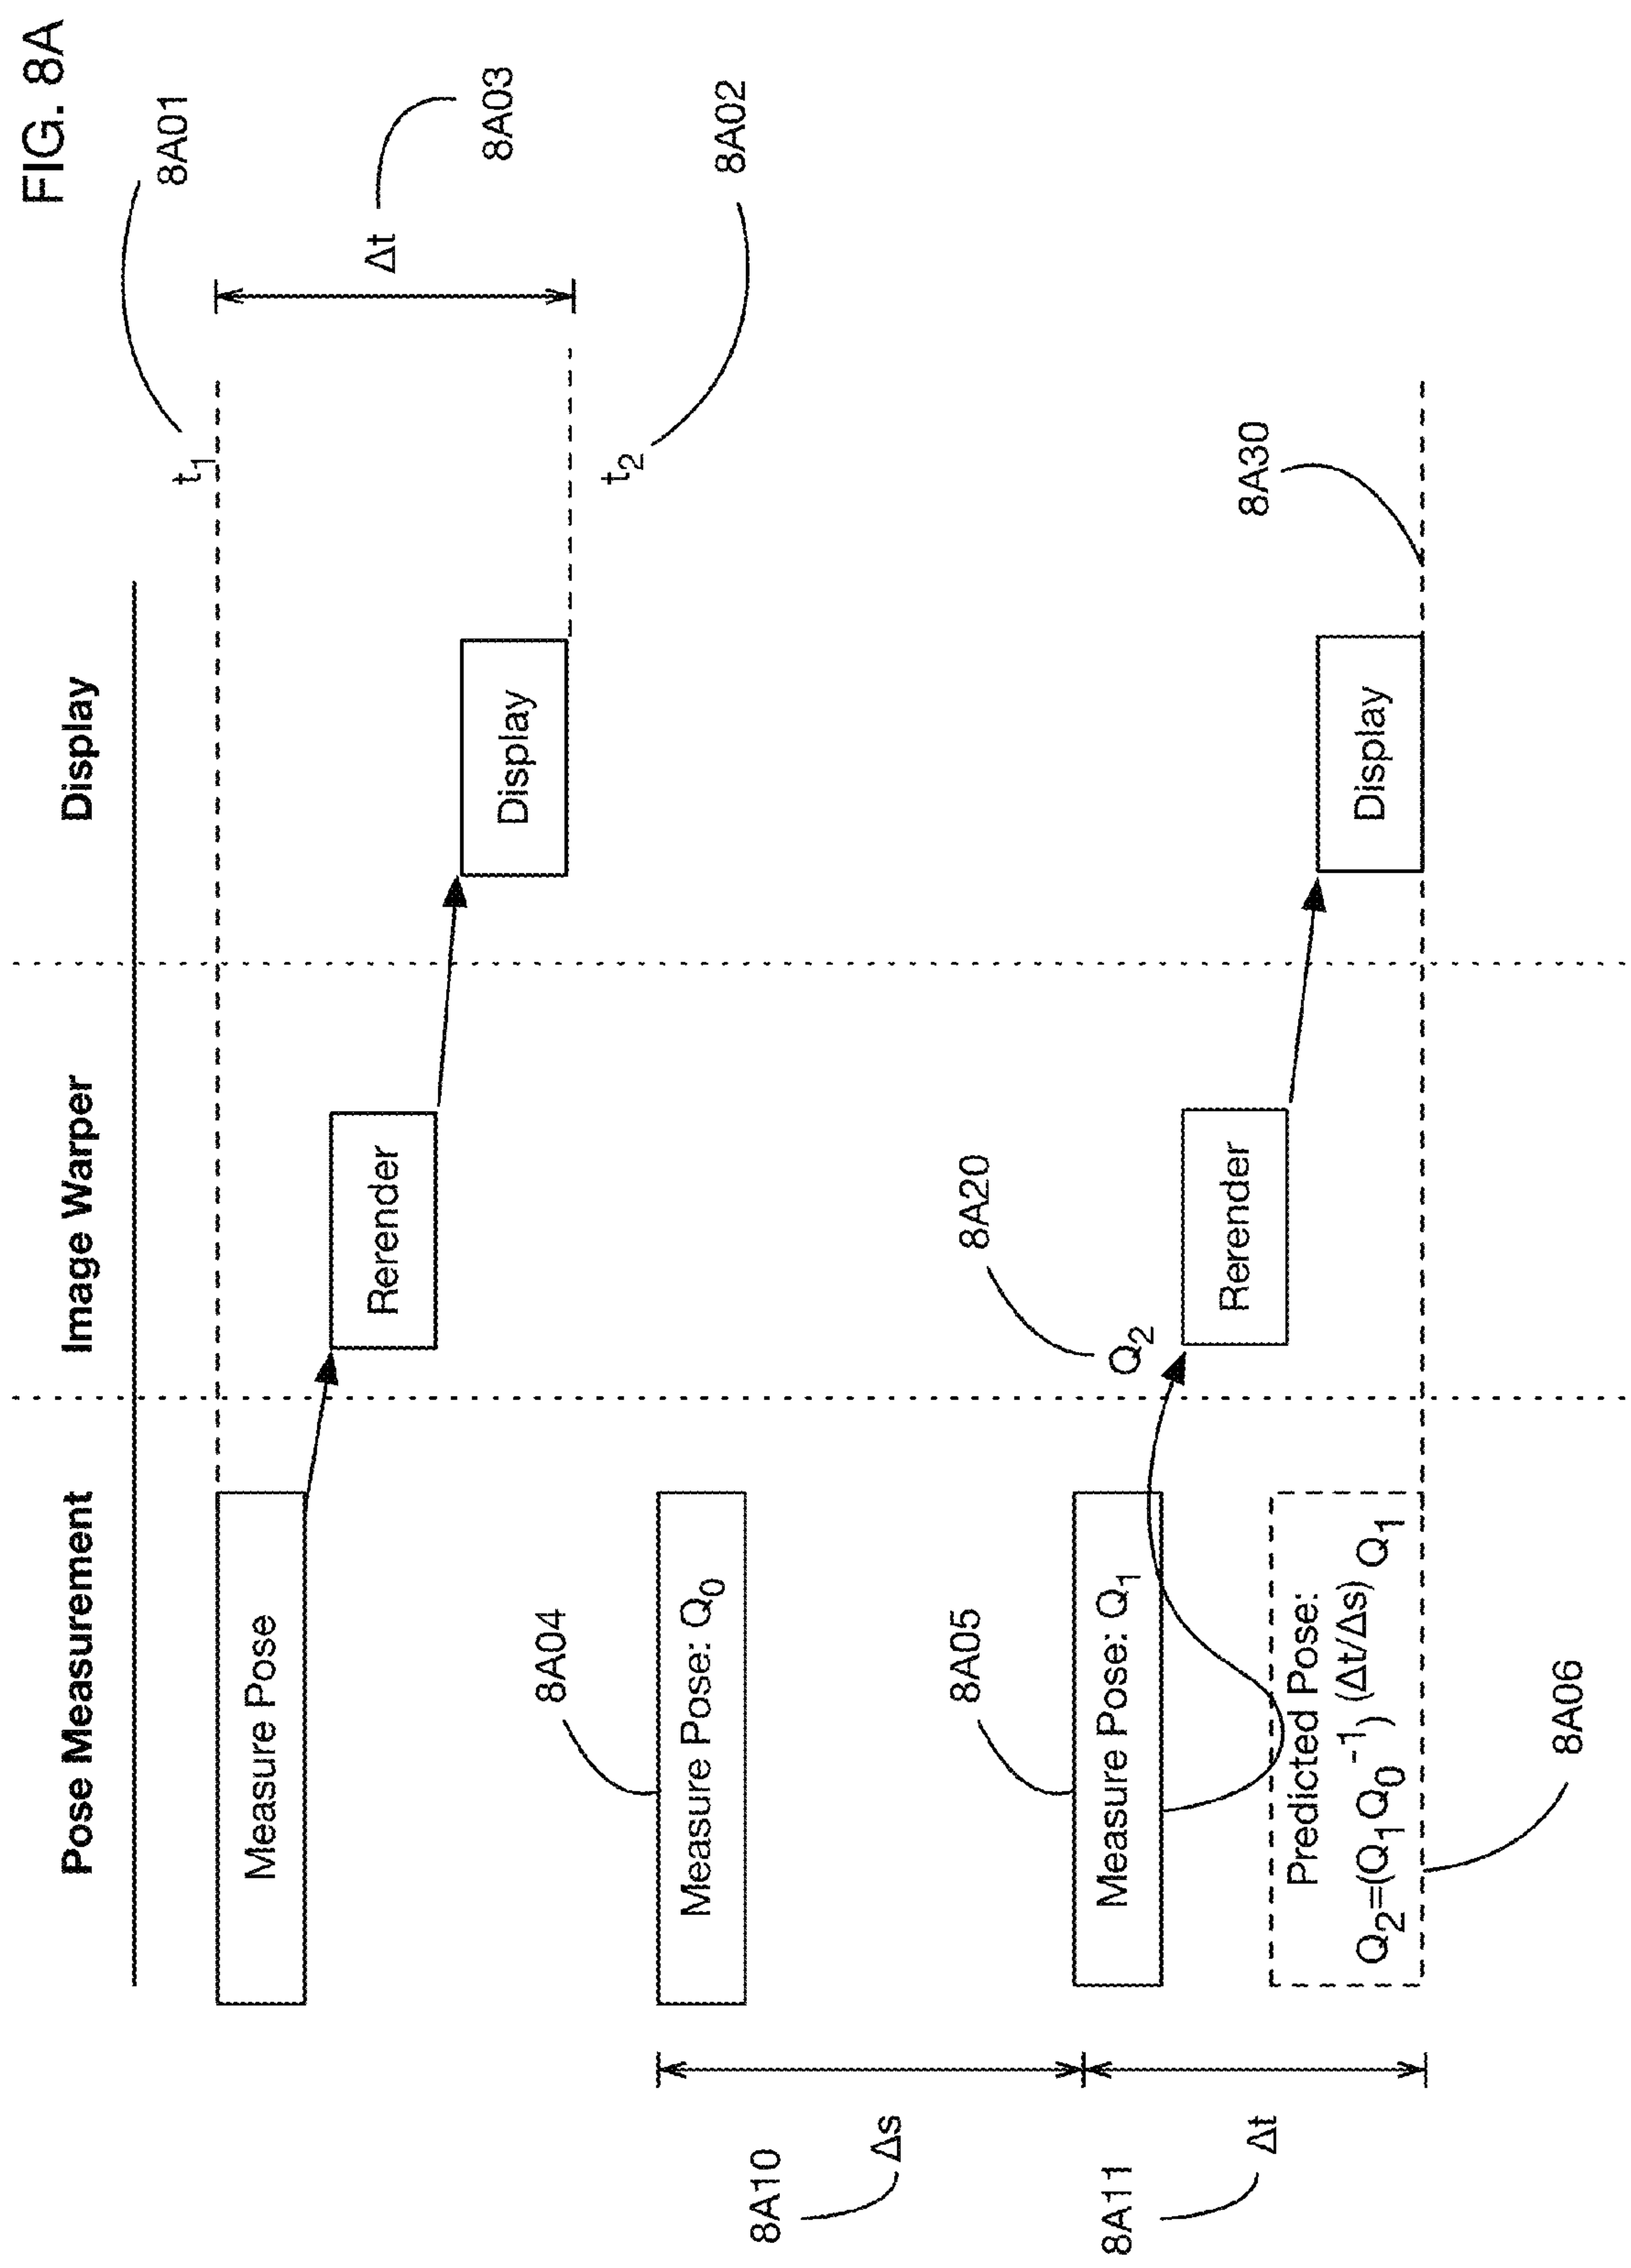 FIG. 8A
Pose Measurement
Image Warper
Display
8A01
t1
Measure Pose
Rerender
Display
Δt
8A03
t2
8A02
8A04
Measure Pose: Q0
8A10
Δs
8A05
Measure Pose: Q1
8A20
Q2
Rerender
Display
8A30
Predicted Pose:
Q2=(Q1Q0-1) (Δt/Δs) Q1
8A06
8A11
Δt